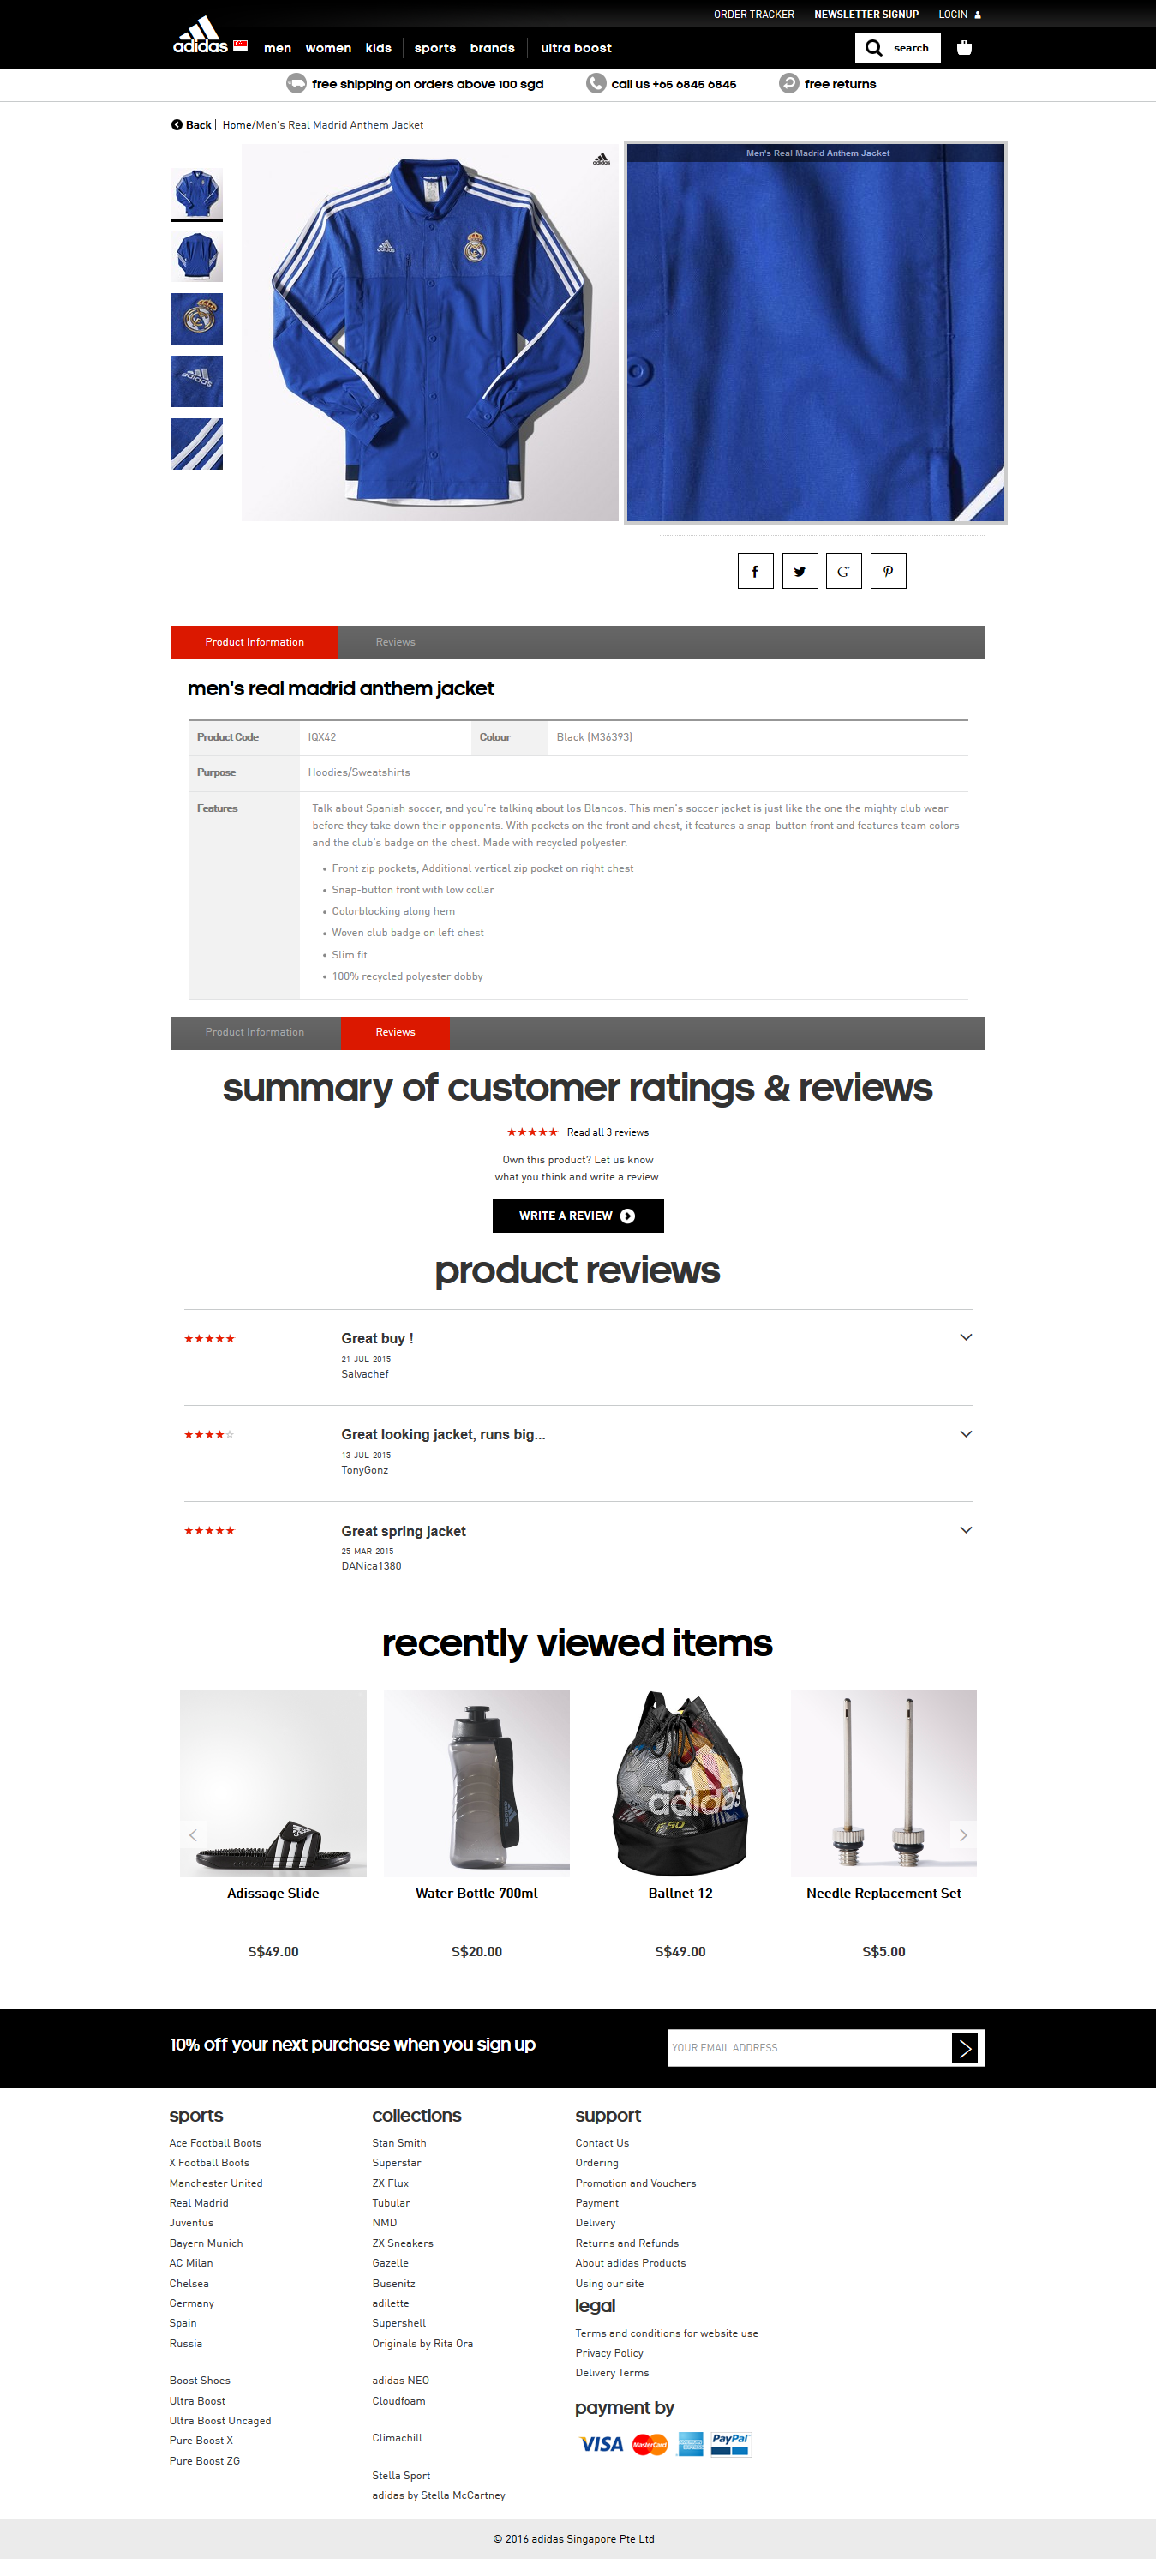 ORDER TRACKER NEWSLETTER SIGNUP LOGIN
adidas men women kids sports brands ultra boost search
free shipping on orders above 100 sgd call us +65 6845 6845 free returns
Back | Home/Men's Real Madrid Anthem Jacket
adidas
Men's Real Madrid Anthem Jacket
adidas
adidas
Product Information Reviews
men's real madrid anthem jacket
Product Code IQX42 Colour Black (M36393)
Purpose Hoodies/Sweatshirts
Features Talk about Spanish soccer, and you're talking about los Blancos. This men's soccer jacket is just like the one the mighty club wear
before they take down their opponents. With pockets on the front and chest, it features a snap-button front and features team colors
and the club's badge on the chest. Made with recycled polyester.
• Front zip pockets; Additional vertical zip pocket on right chest
• Snap-button front with low collar
• Colorblocking along hem
• Woven club badge on left chest
• Slim fit
• 100% recycled polyester dobby
Product Information Reviews
summary of customer ratings & reviews
★★★★★ Read all 3 reviews
Own this product? Let us know
what you think and write a review.
WRITE A REVIEW
product reviews
★★★★★ Great buy !
21-JUL-2015
Salvachef
★★★★☆ Great looking jacket, runs big...
13-JUL-2015
TonyGonz
★★★★★ Great spring jacket
25-MAR-2015
DANica1380
recently viewed items
adidas
Adissage Slide Water Bottle 700ml Ballnet 12 Needle Replacement Set
S$49.00 S$20.00 S$49.00 S$5.00
10% off your next purchase when you sign up YOUR EMAIL ADDRESS
sports
Ace Football Boots
X Football Boots
Manchester United
Real Madrid
Juventus
Bayern Munich
AC Milan
Chelsea
Germany
Spain
Russia
Boost Shoes
Ultra Boost
Ultra Boost Uncaged
Pure Boost X
Pure Boost ZG
collections
Stan Smith
Superstar
ZX Flux
Tubular
NMD
ZX Sneakers
Gazelle
Busenitz
adilette
Supershell
Originals by Rita Ora
adidas NEO
Cloudfoam
Climachill
Stella Sport
adidas by Stella McCartney
support
Contact Us
Ordering
Promotion and Vouchers
Payment
Delivery
Returns and Refunds
About adidas Products
Using our site
legal
Terms and conditions for website use
Privacy Policy
Delivery Terms
payment by
VISA MasterCard AMERICAN EXPRESS PayPal
© 2016 adidas Singapore Pte Ltd